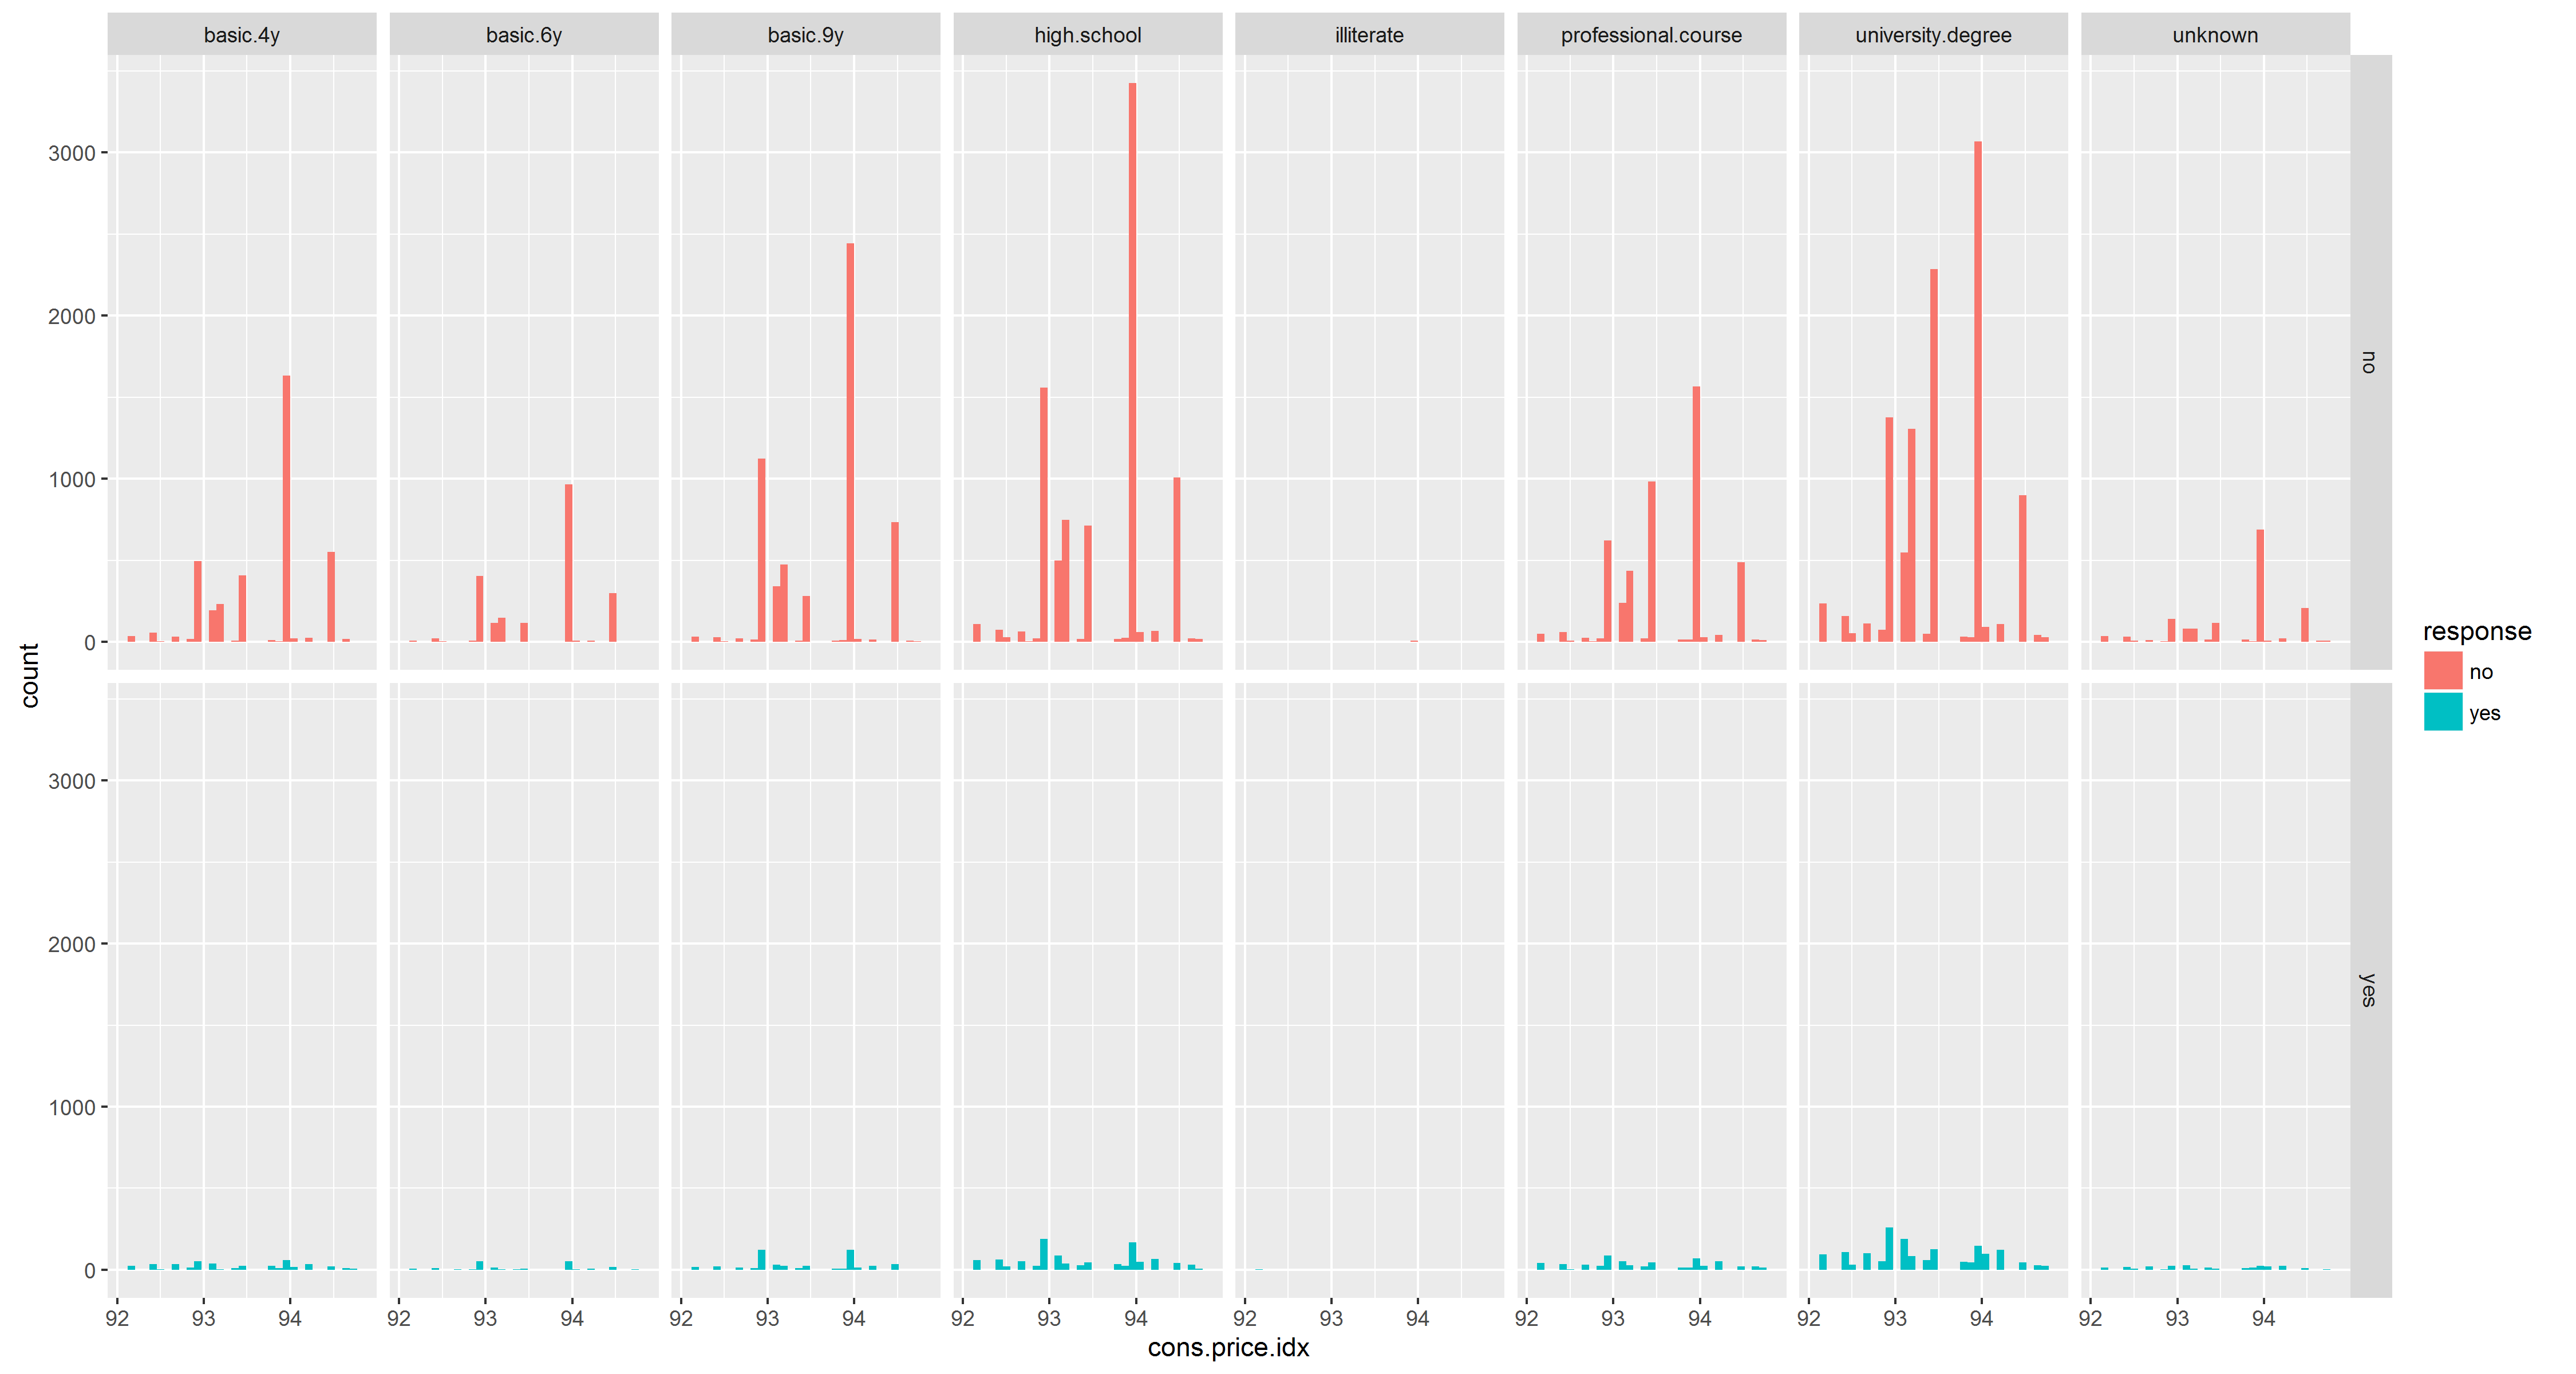 basic.4y basic.6y basic.9y high.school illiterate professional.course university.degree unknown
3000
2000
1000
0
no
3000
2000
1000
0
yes
count
92 93 94 92 93 94 92 93 94 92 93 94 92 93 94 92 93 94 92 93 94 92 93 94
cons.price.idx
response
no
yes